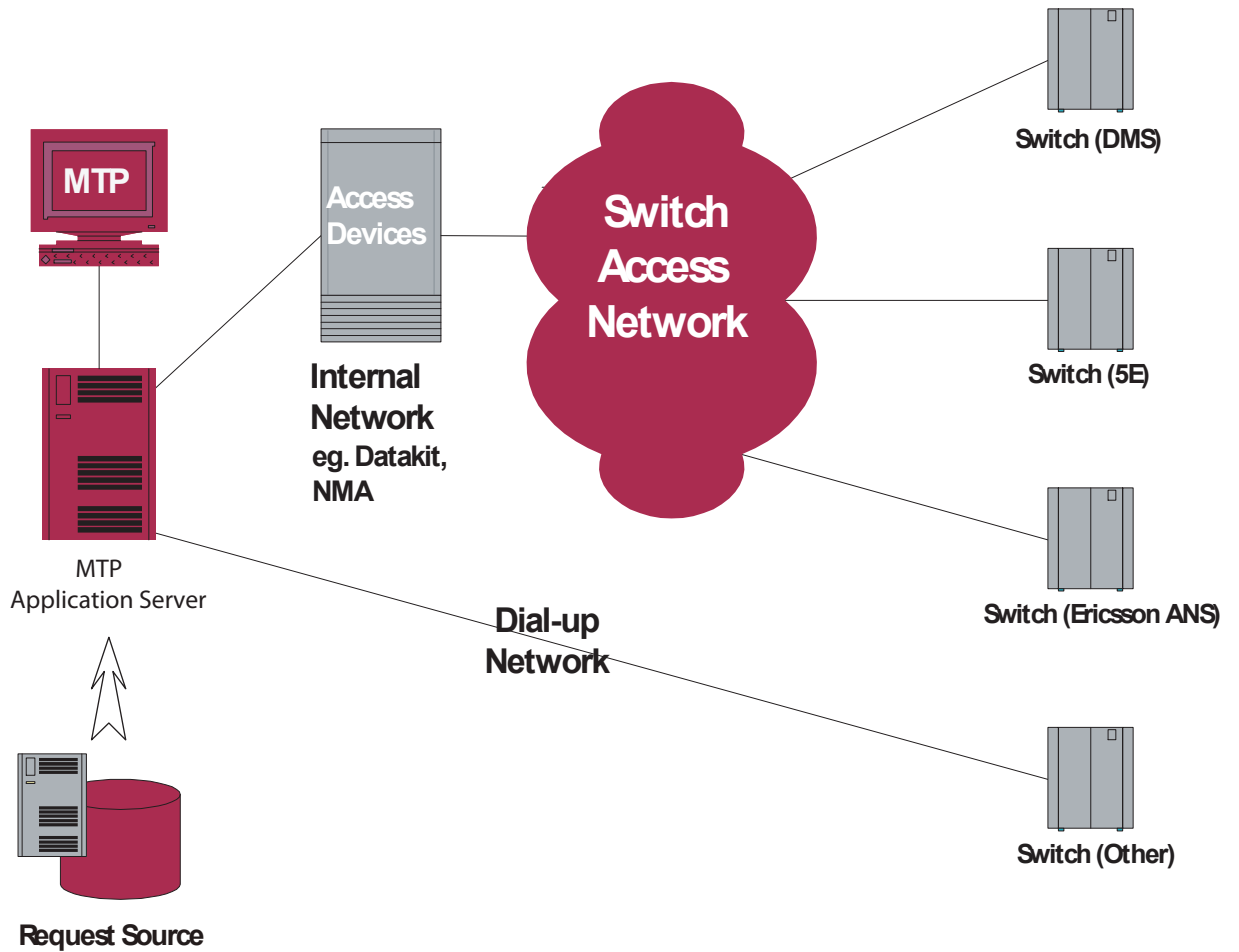 Switch (DMS)
MTP
Access
Devices
Switch
Access
Network
Internal
Network
eg. Datakit,
NMA
Switch (5E)
MTP
Application Server
Switch (Ericsson ANS)
Dial-up
Network
Switch (Other)
Request Source